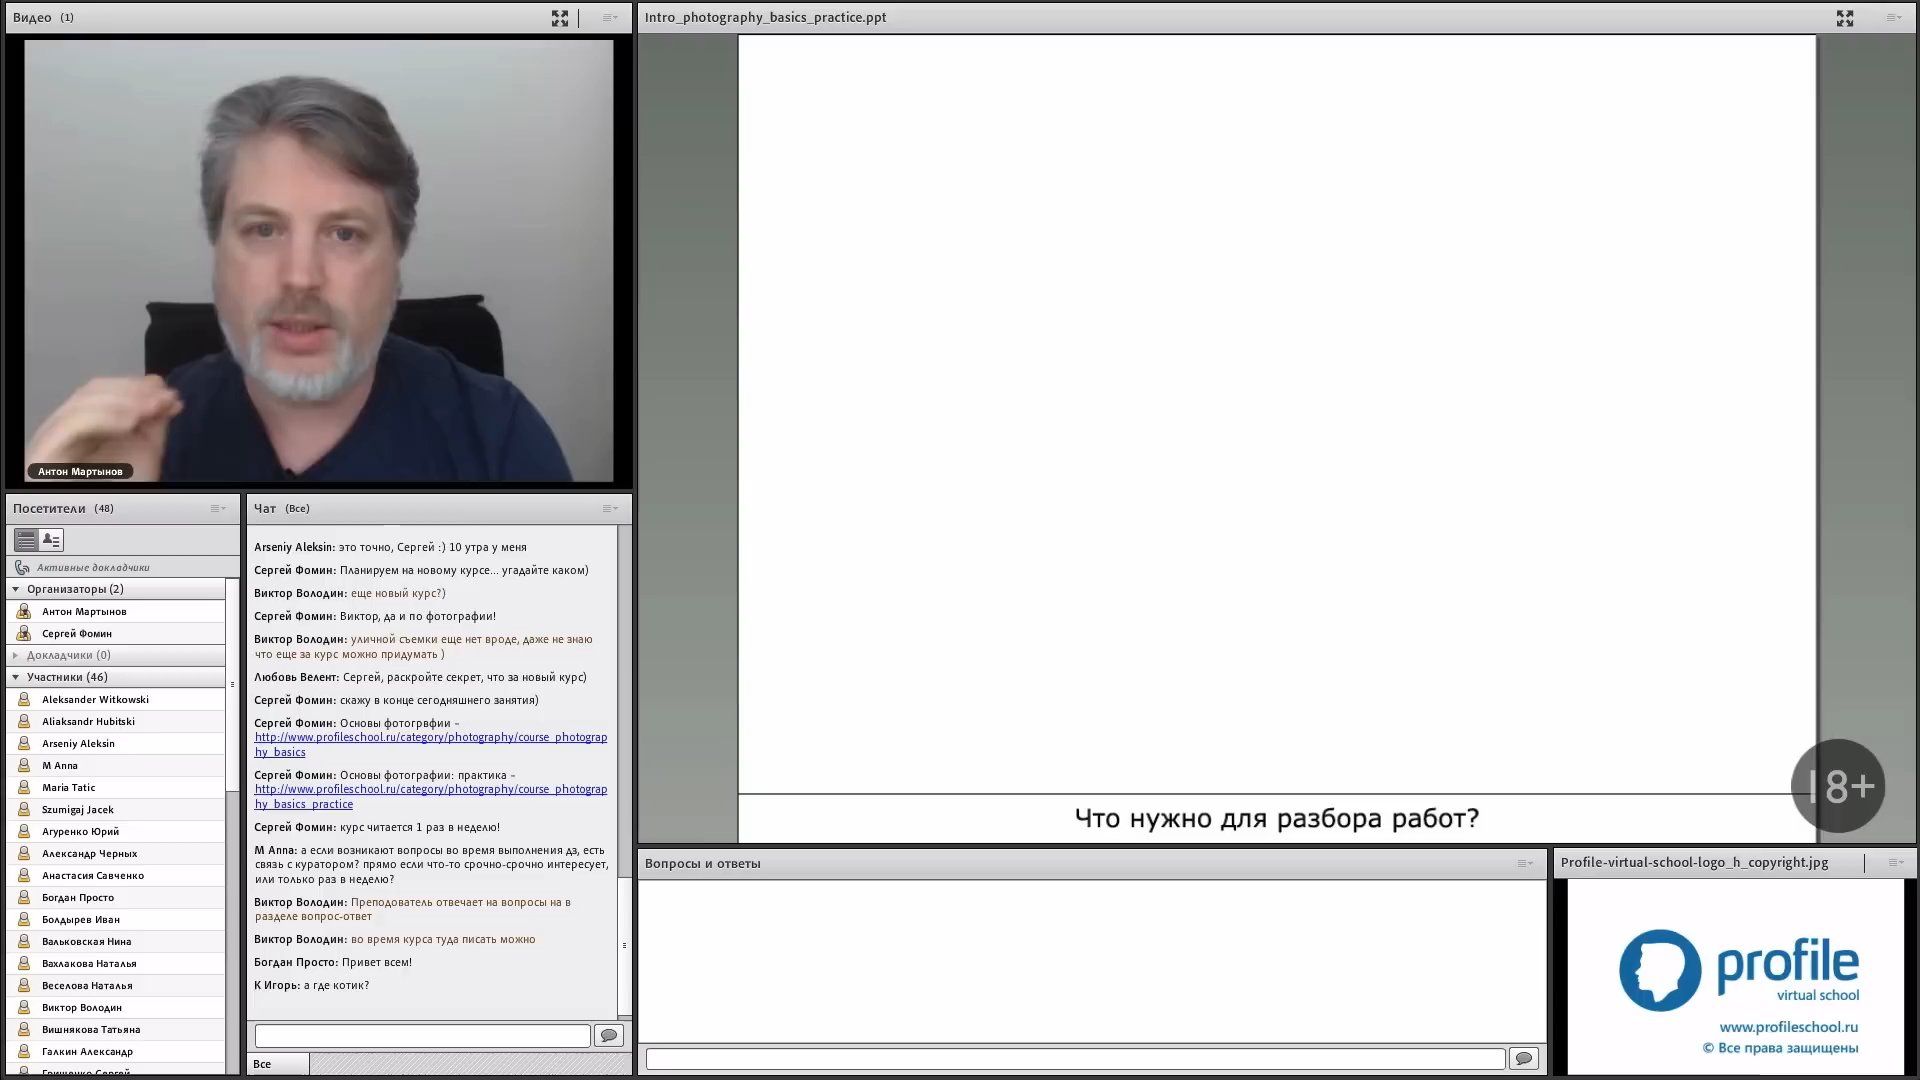 Видео (1)
Антон Мартынов
Посетители (48)
Активные докладчики
Организаторы (2)
Антон Мартынов
Сергей Фомин
Докладчики (0)
Участники (46)
Aleksander Witkowski
Aliaksandr Hubitski
Arseniy Aleksin
M Anna
Maria Tatic
Szumigaj Jacek
Агуренко Юрий
Александр Черных
Анастасия Савченко
Богдан Просто
Болдырев Иван
Вальковская Нина
Вахлакова Наталья
Веселова Наталья
Виктор Володин
Вишнякова Татьяна
Галкин Александр
Грищенко Сергей
Чат (Все)
Arseniy Aleksin: это точно, Сергей :) 10 утра у меня
Сергей Фомин: Планируем на новому курсе... угадайте каком)
Виктор Володин: еще новый курс?)
Сергей Фомин: Виктор, да и по фотографии!
Виктор Володин: уличной съемки еще нет вроде, даже не знаю
что еще за курс можно придумать )
Любовь Велент: Сергей, раскройте секрет, что за новый курс)
Сергей Фомин: скажу в конце сегодняшнего занятия)
Сергей Фомин: Основы фотогрвфии -
http://www.profileschool.ru/category/photography/course_photograp
hy_basics
Сергей Фомин: Основы фотографии: практика -
http://www.profileschool.ru/category/photography/course_photograp
hy_basics_practice
Сергей Фомин: курс читается 1 раз в неделю!
M Anna: а если возникают вопросы во время выполнения дз, есть
связь с куратором? прямо если что-то срочно-срочно интересует,
или только раз в неделю?
Виктор Володин: Преподователь отвечает на вопросы на в
разделе вопрос-ответ
Виктор Володин: во время курса туда писать можно
Богдан Просто: Привет всем!
К Игорь: а где котик?
Все
Intro_photography_basics_practice.ppt
Что нужно для разбора работ?
18+
Вопросы и ответы
Profile-virtual-school-logo_h_copyright.jpg
profile
virtual school
www.profileschool.ru
© Все права защищены